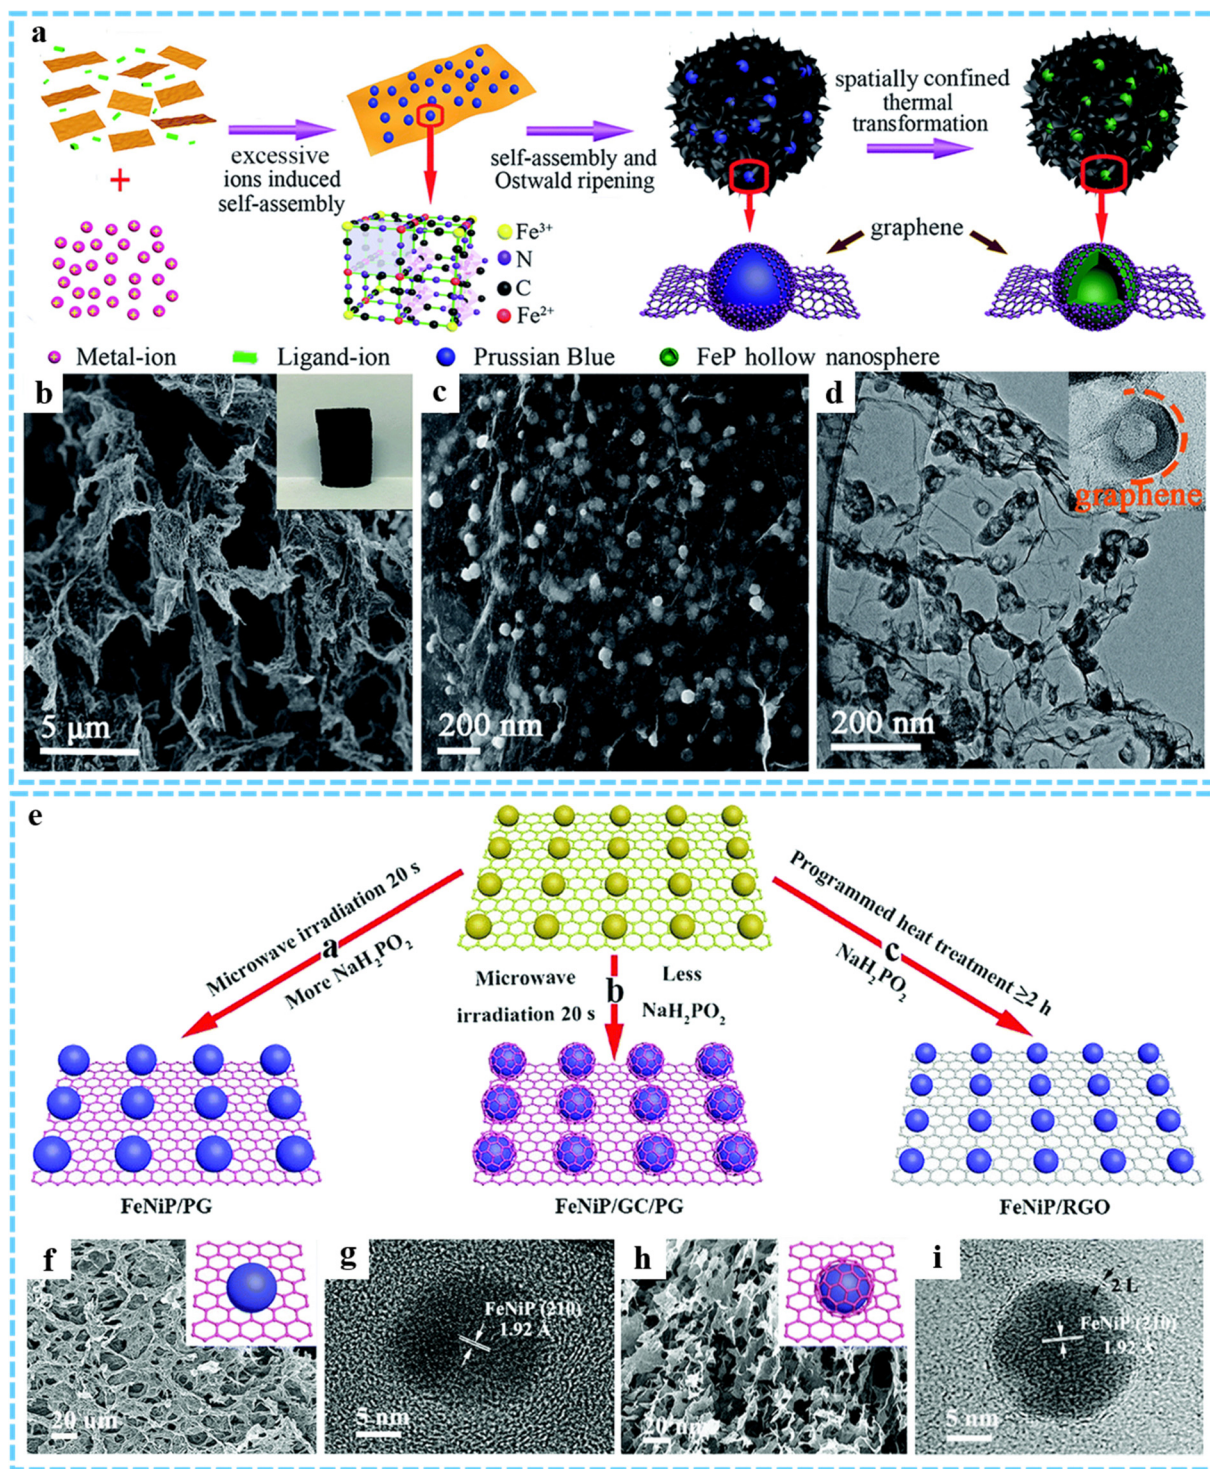 a
excessive
ions induced
self-assembly
self-assembly and
Ostwald ripening
spatially confined
thermal
transformation
Fe³⁺
N
C
Fe²⁺
graphene
Metal-ion
Ligand-ion
Prussian Blue
FeP hollow nanosphere
b
5 μm
c
200 nm
d
graphene
200 nm
e
Microwave irradiation 20 s
a
More NaH₂PO₂
Microwave
irradiation 20 s
b
Less
NaH₂PO₂
Programmed heat treatment ≥2 h
c
NaH₂PO₂
FeNiP/PG
FeNiP/GC/PG
FeNiP/RGO
f
20 um
g
FeNiP (210)
1.92 Å
5 nm
h
20 nm
i
2 L
FeNiP (210)
1.92 Å
5 nm